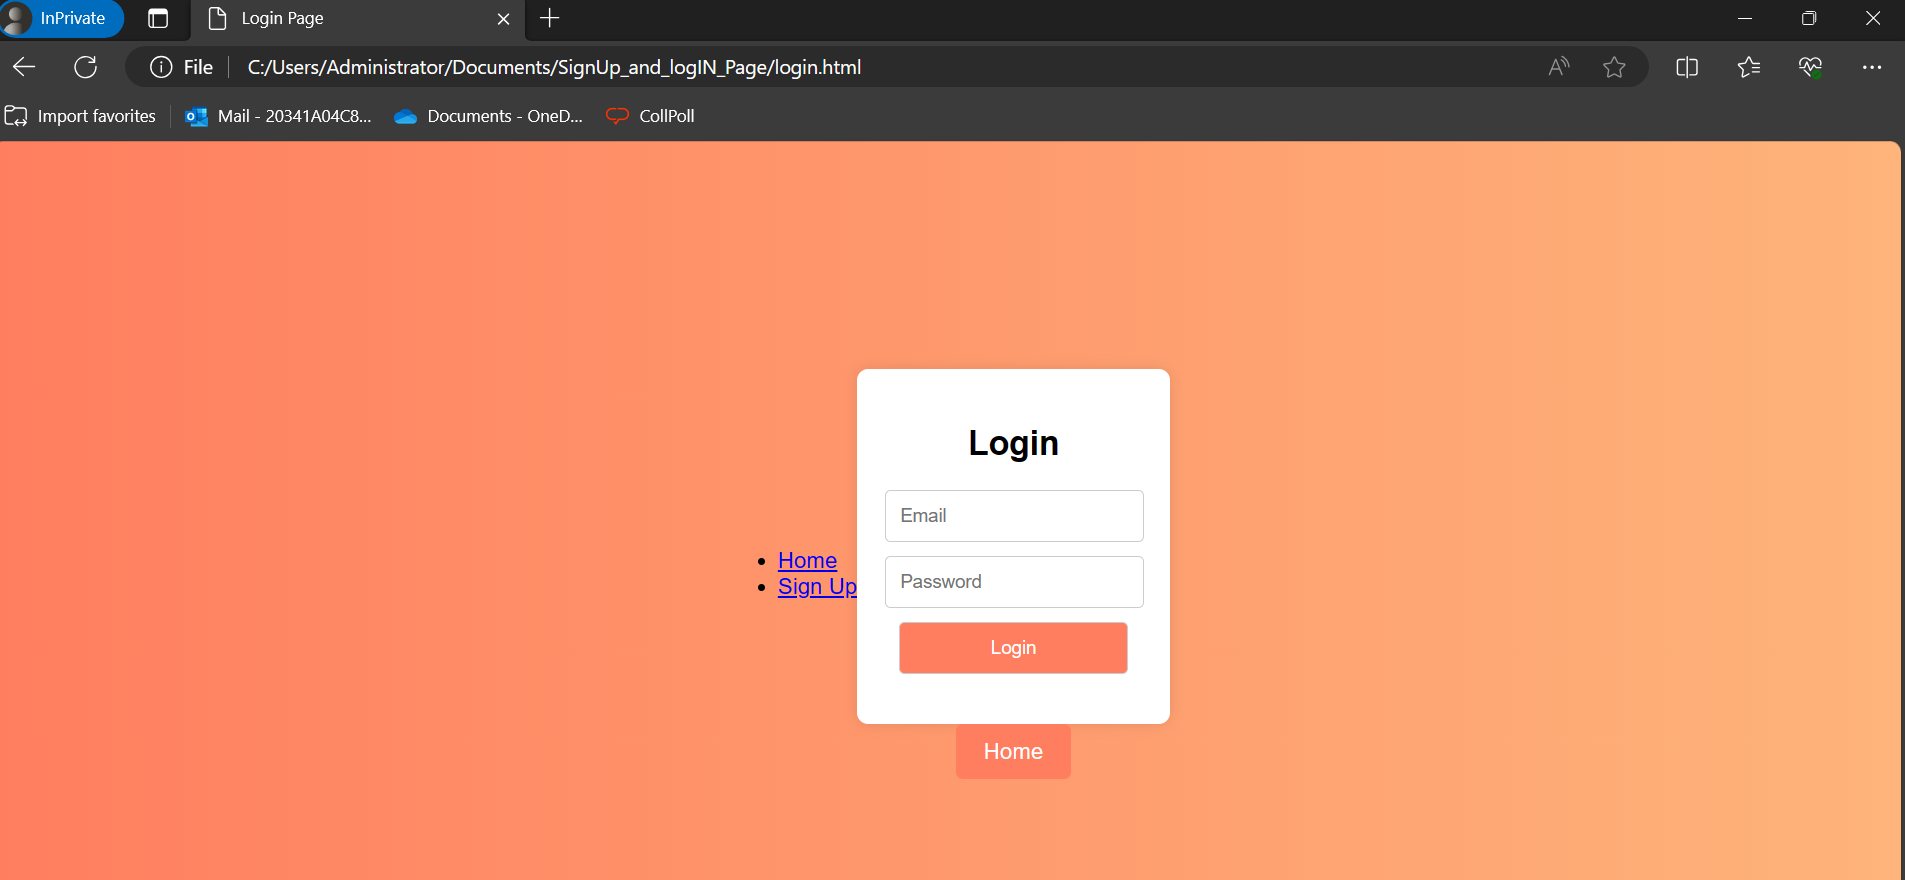 InPrivate
Login Page
File
C:/Users/Administrator/Documents/SignUp_and_logIN_Page/login.html
Import favorites
Mail - 20341A04C8...
Documents - OneD...
CollPoll
Login
Email
Home
Password
Sign Up
Login
Home